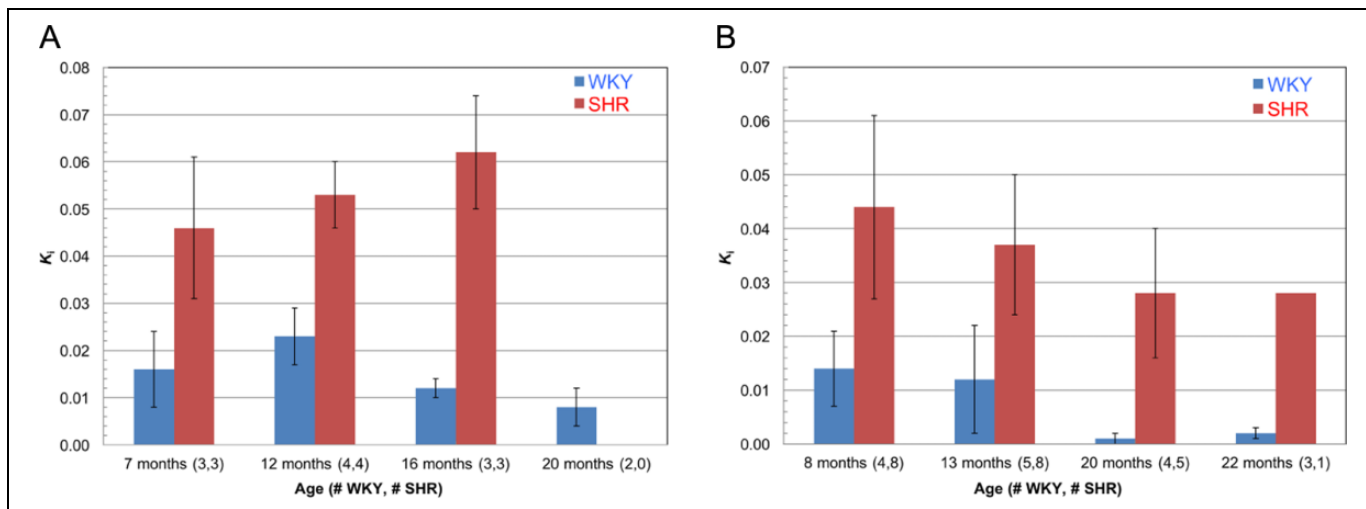 A
0.08
0.07
0.06
0.05
0.04
0.03
0.02
0.01
0.00
Ki
WKY
SHR
7 months (3,3) 12 months (4,4) 16 months (3,3) 20 months (2,0)
Age (# WKY, # SHR)
B
0.07
0.06
0.05
0.04
0.03
0.02
0.01
0.00
Ki
WKY
SHR
8 months (4,8) 13 months (5,8) 20 months (4,5) 22 months (3,1)
Age (# WKY, # SHR)